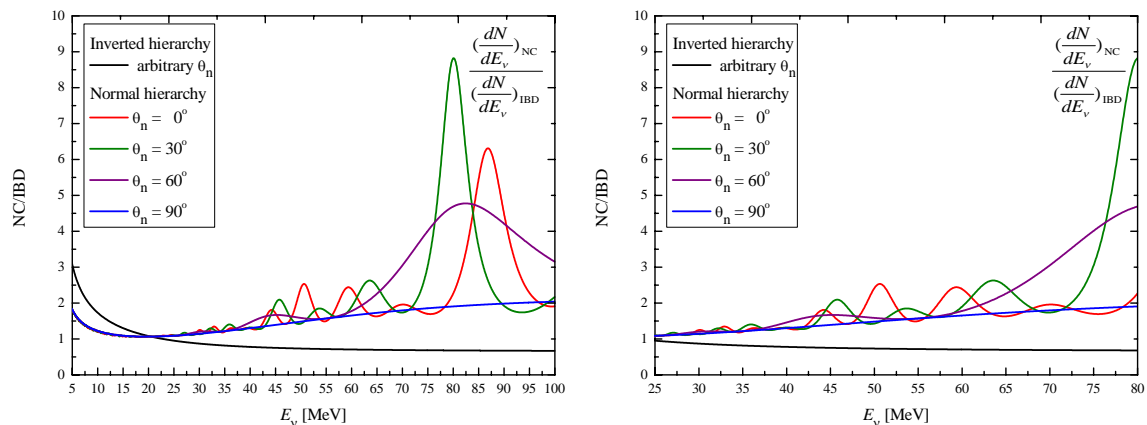 10
9
8
7
6
5
4
3
2
1
0
NC/IBD
Inverted hierarchy
arbitrary θn
Normal hierarchy
θn = 0°
θn = 30°
θn = 60°
θn = 90°
(dN/dEν)NC
(dN/dEν)IBD
5 10 15 20 25 30 35 40 45 50 55 60 65 70 75 80 85 90 95 100
Eν [MeV]
10
9
8
7
6
5
4
3
2
1
0
NC/IBD
Inverted hierarchy
arbitrary θn
Normal hierarchy
θn = 0°
θn = 30°
θn = 60°
θn = 90°
(dN/dEν)NC
(dN/dEν)IBD
25 30 35 40 45 50 55 60 65 70 75 80
Eν [MeV]